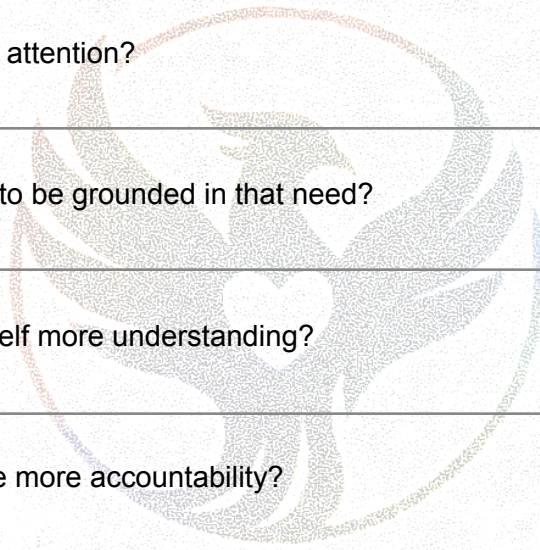 attention?
to be grounded in that need?
elf more understanding?
e more accountability?